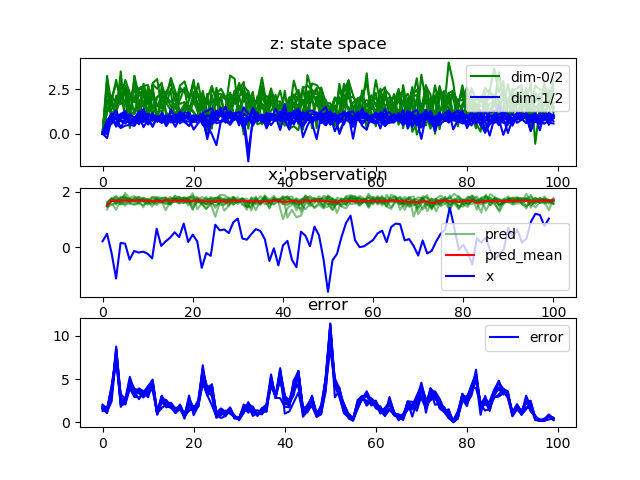 z: state space
2.5
0.0
dim-0/2
dim-1/2
0 20 40 60 80 100
x: observation
2
0
pred
pred_mean
x
0 20 40 60 80 100
error
10
5
0
error
0 20 40 60 80 100